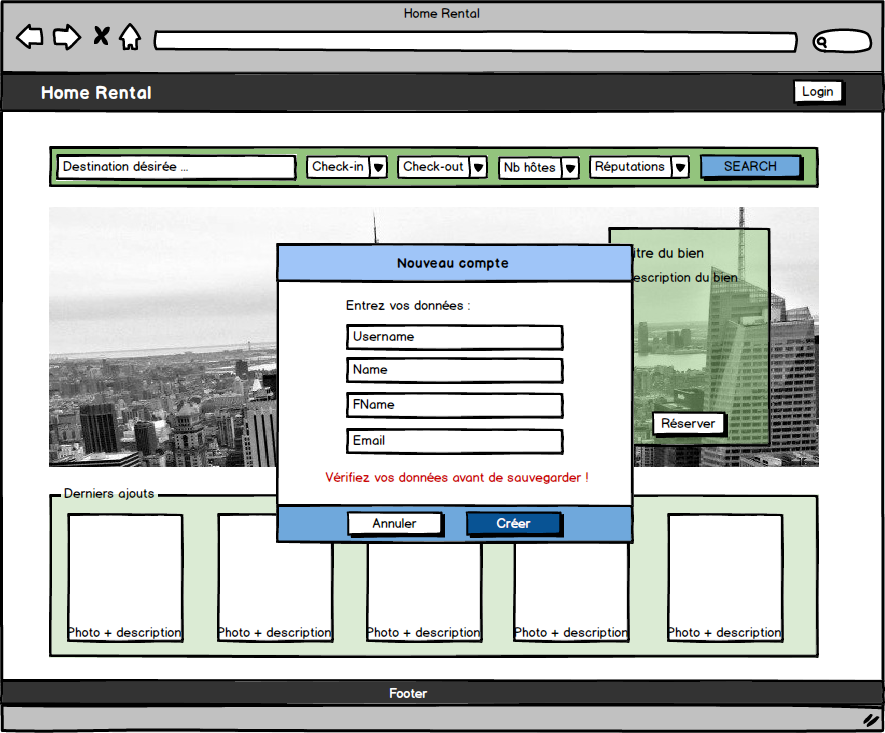 Home Rental
Home Rental
Login
Destination désirée ...
Check-in
Check-out
Nb hôtes
Réputations
SEARCH
itre du bien
escription du bien
Réserver
Nouveau compte
Entrez vos données :
Username
Name
FName
Email
Vérifiez vos données avant de sauvegarder !
Annuler
Créer
Derniers ajouts
Photo + description
Photo + description
Photo + description
Photo + description
Photo + description
Footer